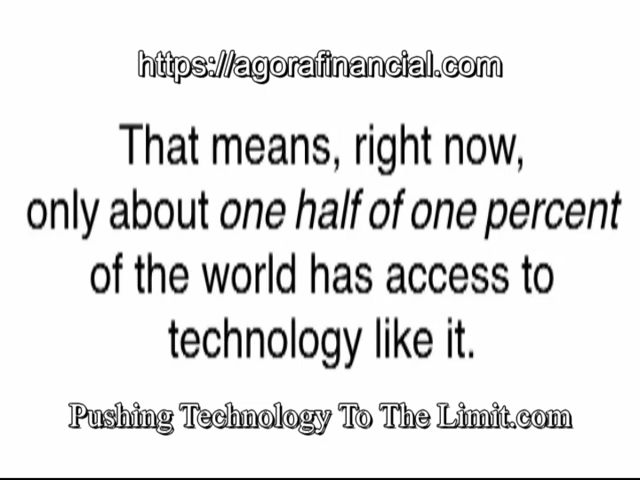 https://agorafinancial.com
That means, right now,
only about one half of one percent
of the world has access to
technology like it.
Pushing Technology To The Limit.com